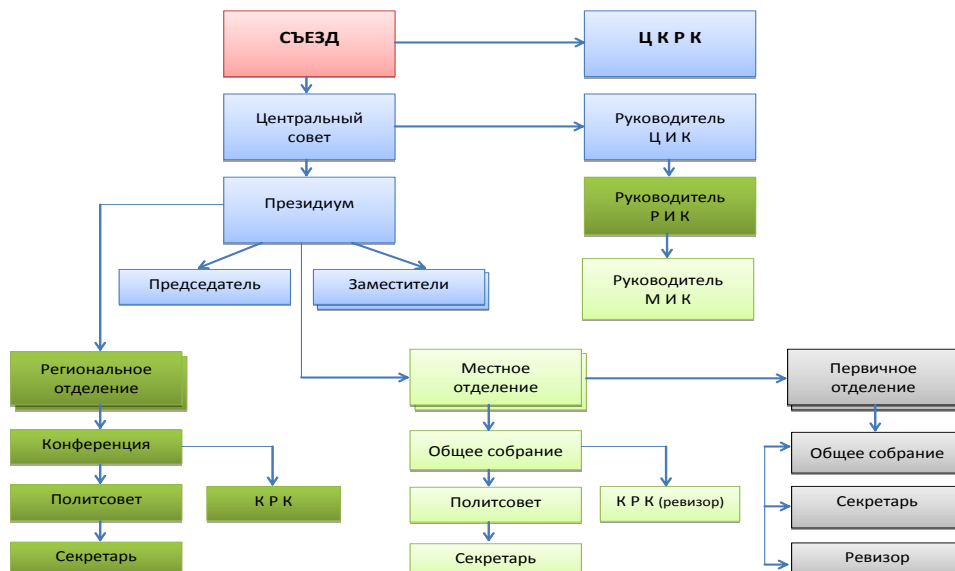 СЪЕЗД
Ц К Р К
Центральный
совет
Руководитель
Ц И К
Президиум
Руководитель
Р И К
Председатель
Заместители
Руководитель
М И К
Региональное
отделение
Местное
отделение
Первичное
отделение
Конференция
Общее собрание
Общее собрание
Политсовет
К Р К
Политсовет
К Р К (ревизор)
Секретарь
Секретарь
Секретарь
Ревизор